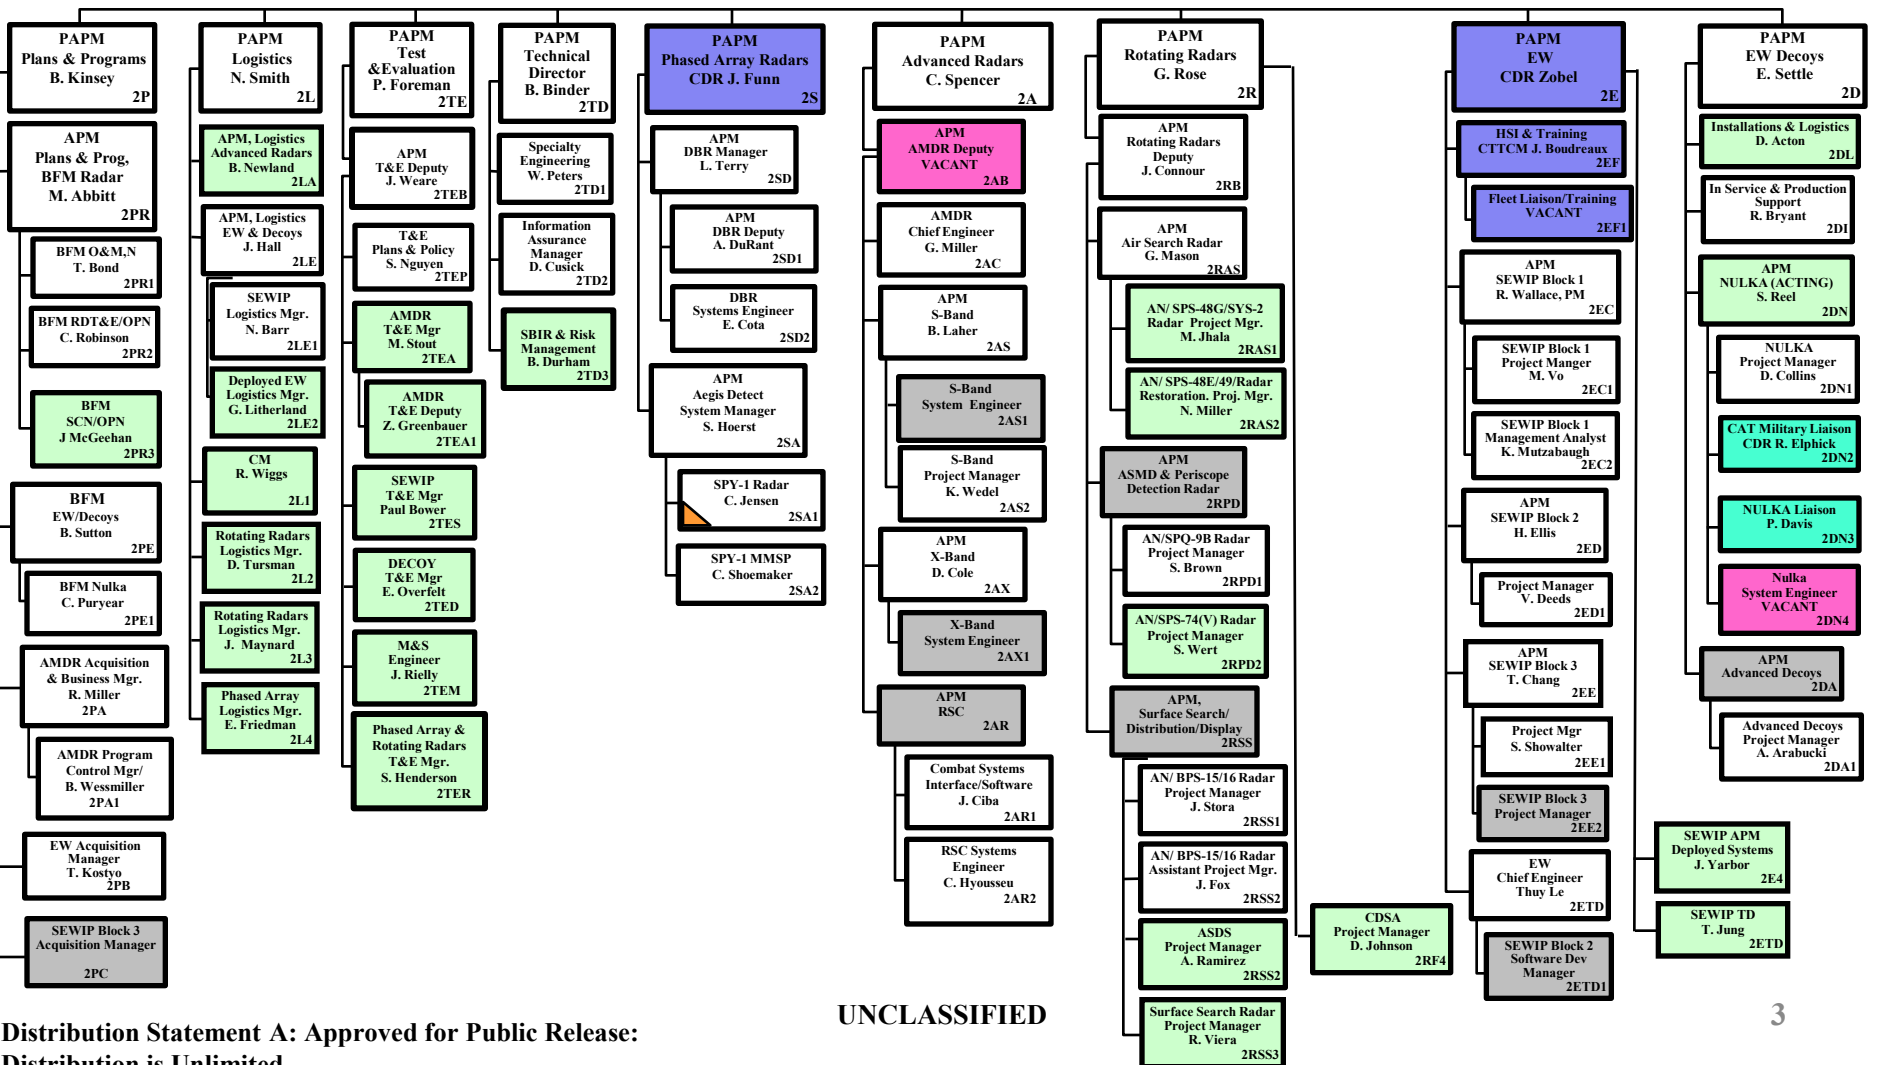 PAPM
Plans & Programs
B. Kinsey
2P
APM
Plans & Prog,
BFM Radar
M. Abbitt
2PR
BFM O&M,N
T. Bond
2PR1
BFM RDT&E/OPN
C. Robinson
2PR2
BFM
SCN/OPN
J McGeehan
2PR3
BFM
EW/Decoys
B. Sutton
2PE
BFM Nulka
C. Puryear
2PE1
AMDR Acquisition
& Business Mgr.
R. Miller
2PA
AMDR Program
Control Mgr/
B. Wessmiller
2PA1
EW Acquisition
Manager
T. Kostyo
2PB
SEWIP Block 3
Acquisition Manager
2PC
PAPM
Logistics
N. Smith
2L
APM, Logistics
Advanced Radars
B. Newland
2LA
APM, Logistics
EW & Decoys
J. Hall
2LE
SEWIP
Logistics Mgr.
N. Barr
2LE1
Deployed EW
Logistics Mgr.
G. Litherland
2LE2
CM
R. Wiggs
2L1
Rotating Radars
Logistics Mgr.
D. Tursman
2L2
Rotating Radars
Logistics Mgr.
J. Maynard
2L3
Phased Array
Logistics Mgr.
E. Friedman
2L4
PAPM
Test
&Evaluation
P. Foreman
2TE
APM
T&E Deputy
J. Weare
2TEB
T&E
Plans & Policy
S. Nguyen
2TEP
AMDR
T&E Mgr
M. Stout
2TEA
AMDR
T&E Deputy
Z. Greenbauer
2TEA1
SEWIP
T&E Mgr
Paul Bower
2TES
DECOY
T&E Mgr
E. Overfelt
2TED
M&S
Engineer
J. Rielly
2TEM
Phased Array &
Rotating Radars
T&E Mgr.
S. Henderson
2TER
PAPM
Technical
Director
B. Binder
2TD
Specialty
Engineering
W. Peters
2TD1
Information
Assurance
Manager
D. Cusick
2TD2
SBIR & Risk
Management
B. Durham
2TD3
PAPM
Phased Array Radars
CDR J. Funn
2S
APM
DBR Manager
L. Terry
2SD
APM
DBR Deputy
A. DuRant
2SD1
DBR
Systems Engineer
E. Cota
2SD2
APM
Aegis Detect
System Manager
S. Hoerst
2SA
SPY-1 Radar
C. Jensen
2SA1
SPY-1 MMSP
C. Shoemaker
2SA2
PAPM
Advanced Radars
C. Spencer
2A
APM
AMDR Deputy
VACANT
2AB
AMDR
Chief Engineer
G. Miller
2AC
APM
S-Band
B. Laher
2AS
S-Band
System Engineer
2AS1
S-Band
Project Manager
K. Wedel
2AS2
APM
X-Band
D. Cole
2AX
X-Band
System Engineer
2AX1
APM
RSC
2AR
Combat Systems
Interface/Software
J. Ciba
2AR1
RSC Systems
Engineer
C. Hyousseu
2AR2
PAPM
Rotating Radars
G. Rose
2R
APM
Rotating Radars
Deputy
J. Connour
2RB
APM
Air Search Radar
G. Mason
2RAS
AN/ SPS-48G/SYS-2
Radar Project Mgr.
M. Jhala
2RAS1
AN/ SPS-48E/49/Radar
Restoration. Proj. Mgr.
N. Miller
2RAS2
APM
ASMD & Periscope
Detection Radar
2RPD
AN/SPQ-9B Radar
Project Manager
S. Brown
2RPD1
AN/SPS-74(V) Radar
Project Manager
S. Wert
2RPD2
APM,
Surface Search/
Distribution/Display
2RSS
AN/ BPS-15/16 Radar
Project Manager
J. Stora
2RSS1
AN/ BPS-15/16 Radar
Assistant Project Mgr.
J. Fox
2RSS2
ASDS
Project Manager
A. Ramirez
2RSS2
Surface Search Radar
Project Manager
R. Viera
2RSS3
CDSA
Project Manager
D. Johnson
2RF4
PAPM
EW
CDR Zobel
2E
HSI & Training
CTTCM J. Boudreaux
2EF
Fleet Liaison/Training
VACANT
2EF1
APM
SEWIP Block 1
R. Wallace, PM
2EC
SEWIP Block 1
Project Manger
M. Vo
2EC1
SEWIP Block 1
Management Analyst
K. Mutzabaugh
2EC2
APM
SEWIP Block 2
H. Ellis
2ED
Project Manager
V. Deeds
2ED1
APM
SEWIP Block 3
T. Chang
2EE
Project Mgr
S. Showalter
2EE1
SEWIP Block 3
Project Manager
2EE2
EW
Chief Engineer
Thuy Le
2ETD
SEWIP Block 2
Software Dev
Manager
2ETD1
SEWIP APM
Deployed Systems
J. Yarbor
2E4
SEWIP TD
T. Jung
2ETD
PAPM
EW Decoys
E. Settle
2D
Installations & Logistics
D. Acton
2DL
In Service & Production
Support
R. Bryant
2DI
APM
NULKA (ACTING)
S. Reel
2DN
NULKA
Project Manager
D. Collins
2DN1
CAT Military Liaison
CDR R. Elphick
2DN2
NULKA Liaison
P. Davis
2DN3
Nulka
System Engineer
VACANT
2DN4
APM
Advanced Decoys
2DA
Advanced Decoys
Project Manager
A. Arabucki
2DA1
UNCLASSIFIED
3
Distribution Statement A: Approved for Public Release:
Distribution is Unlimited